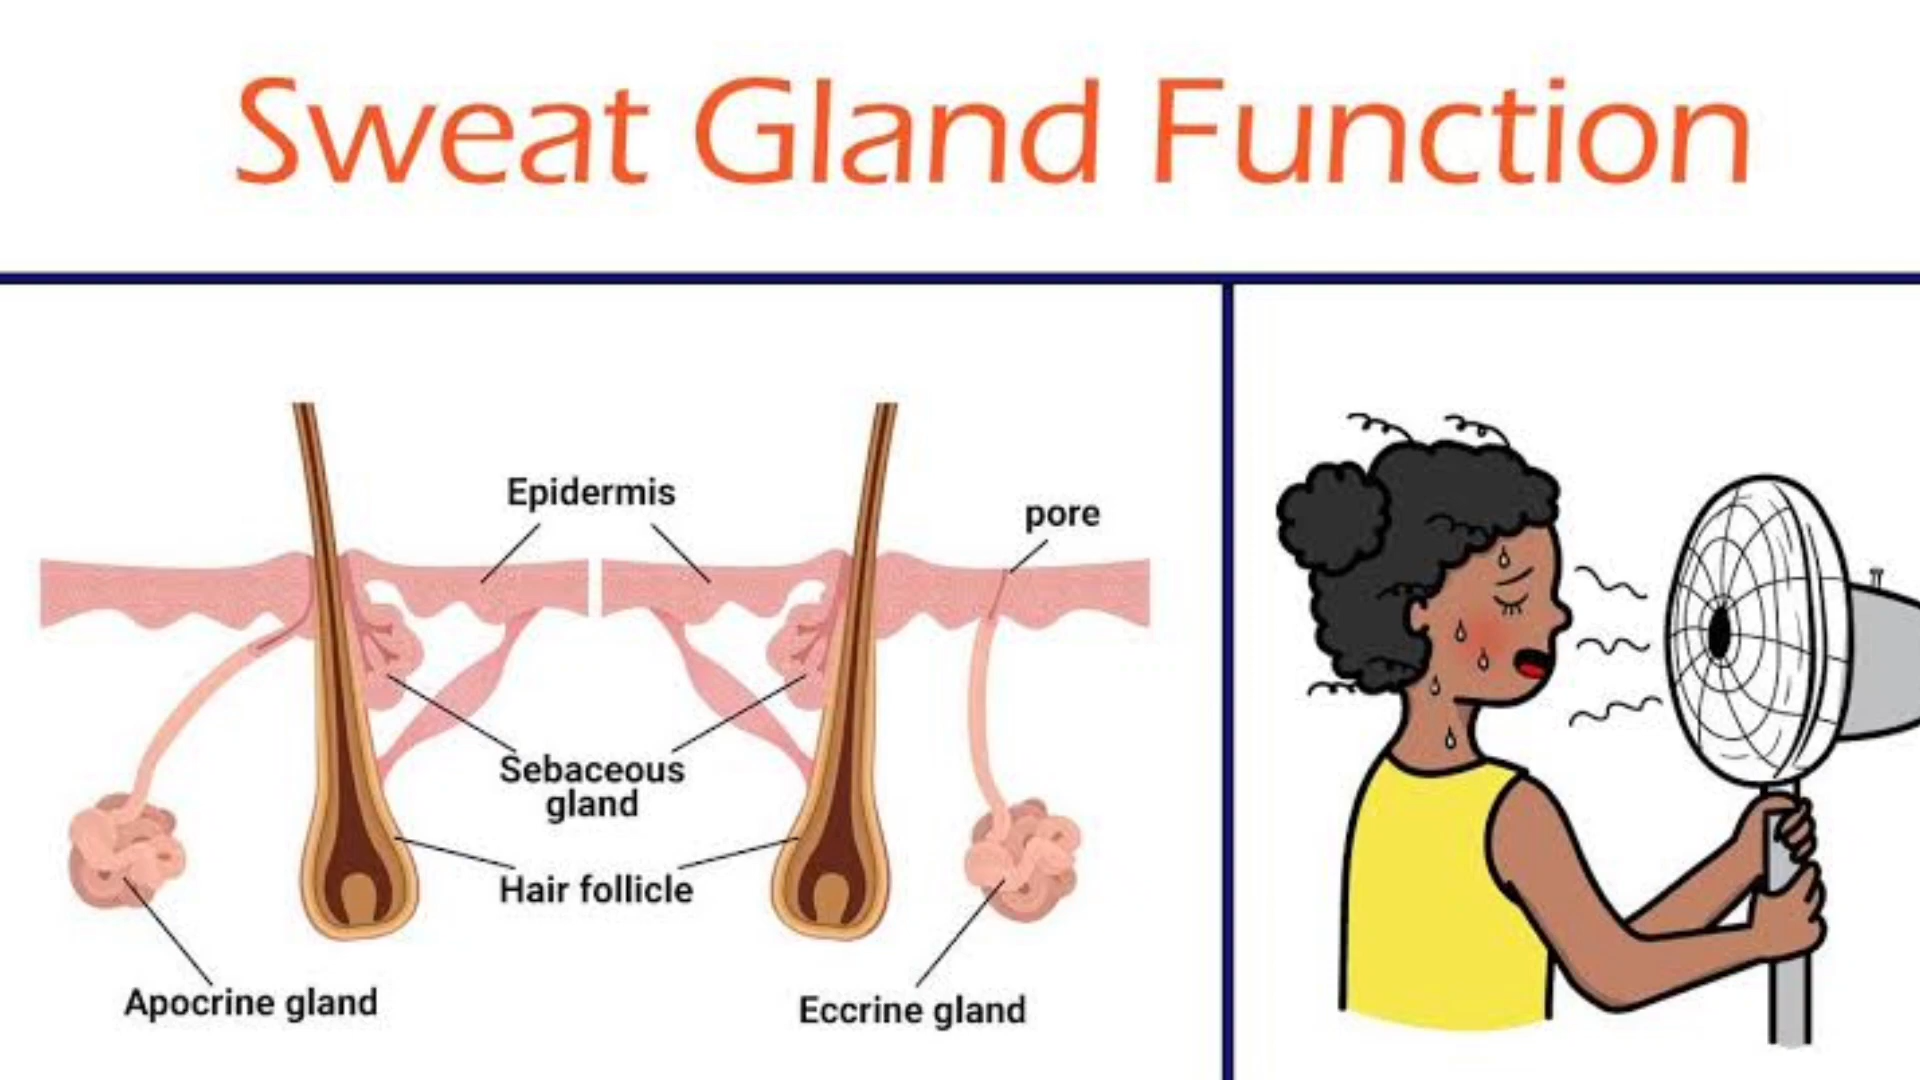 Sweat Gland Function
Epidermis
pore
Sebaceous
gland
Hair follicle
Apocrine gland
Eccrine gland